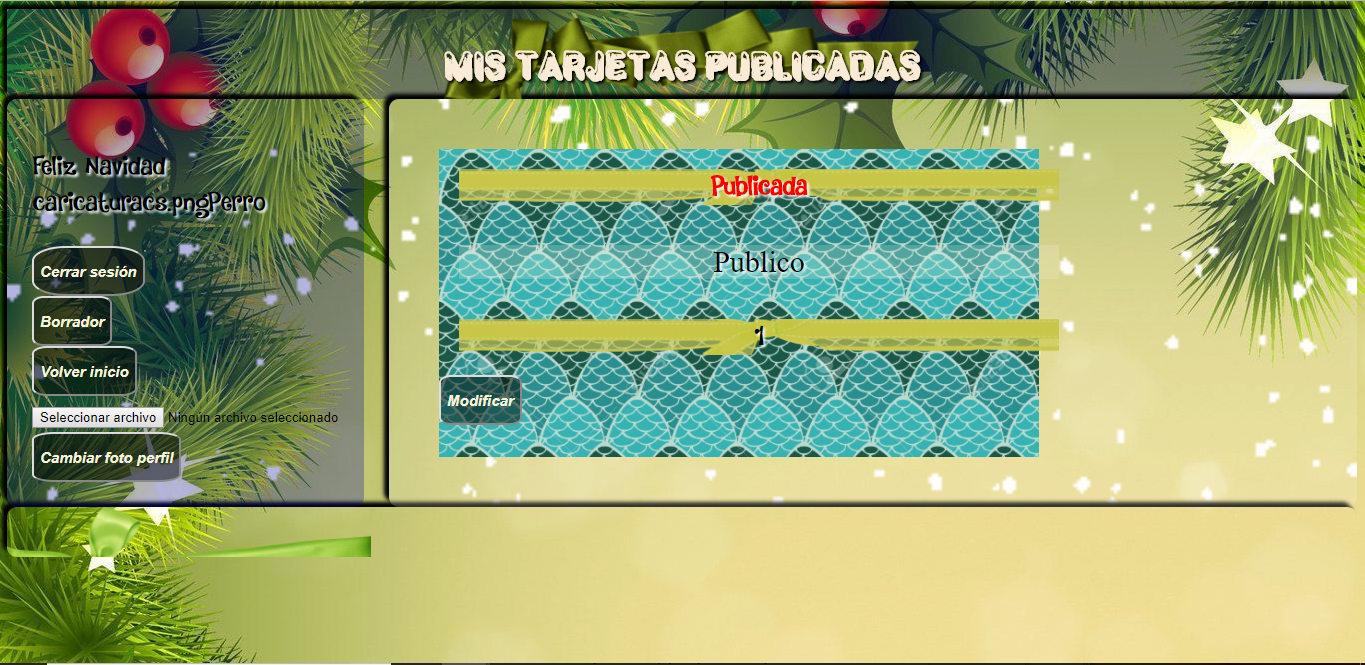 MIS TARJETAS PUBLICADAS
Feliz Navidad
caricaturacs.pngPerro
Cerrar sesión
Borrador
Volver inicio
Seleccionar archivo Ningún archivo seleccionado
Cambiar foto perfil
Publicada
Publico
1
Modificar